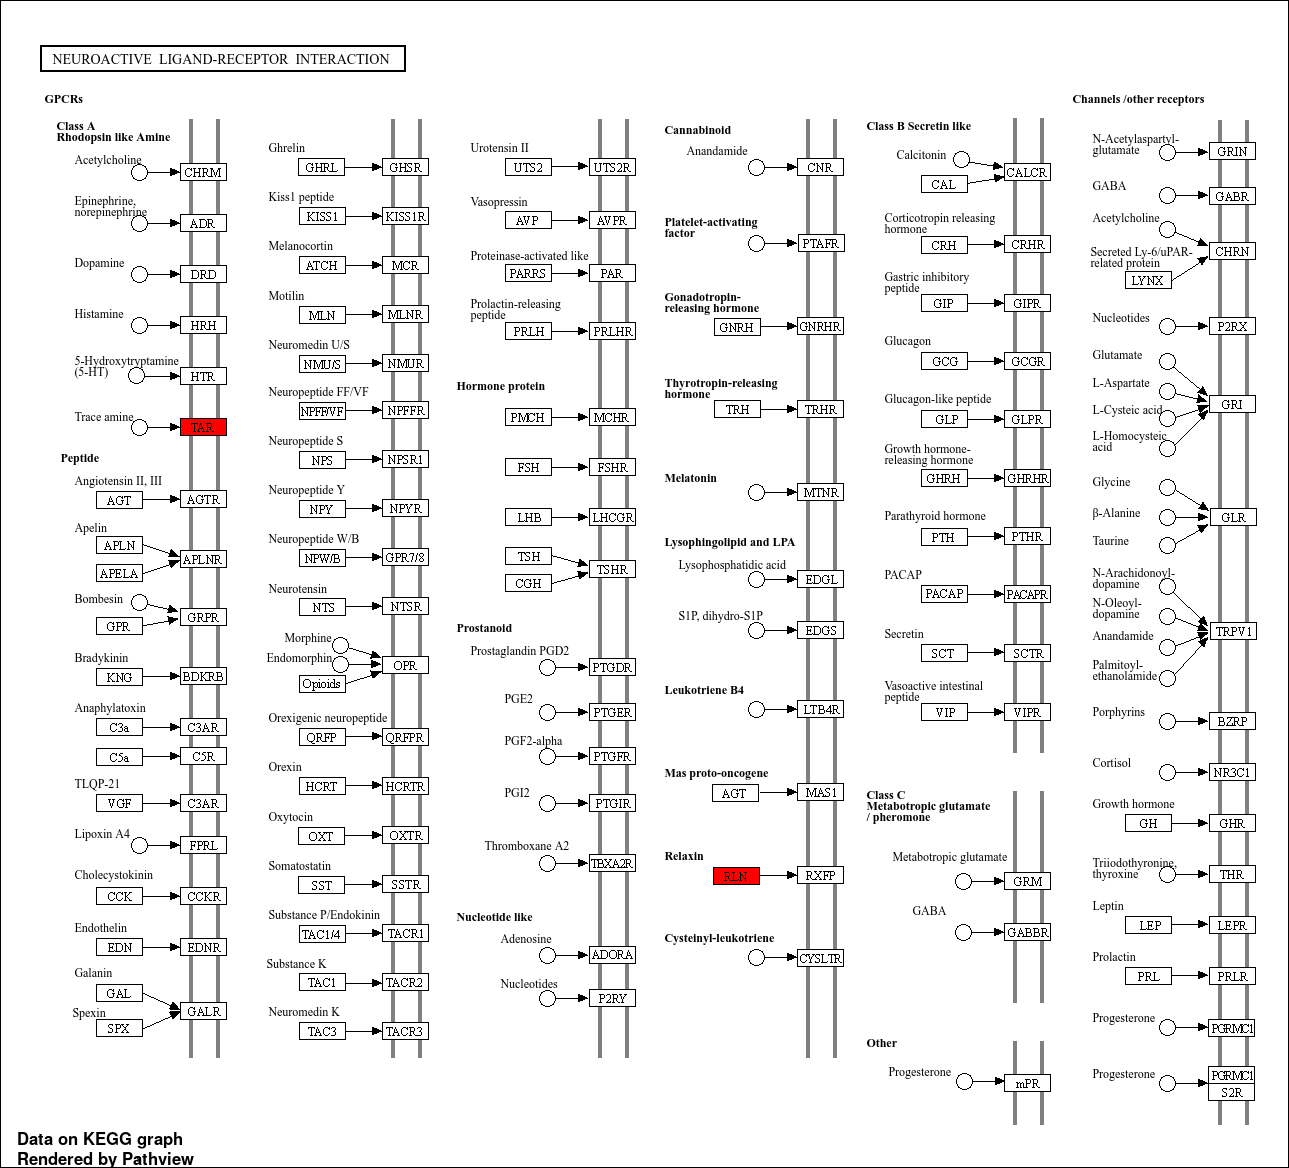 NEUROACTIVE LIGAND-RECEPTOR INTERACTION
GPCRs
Class A
Rhodopsin like Amine
Acetylcholine
CHRM
Epinephrine,
norepinephrine
ADR
Dopamine
DRD
Histamine
HRH
5-Hydroxytryptamine
(5-HT)
HTR
Trace amine
TAR
Peptide
Angiotensin II, III
AGT AGTR
Apelin
APLN
APLNR
APELA
Bombesin
GRPR
GPR
Bradykinin
KNG BDKRB
Anaphylatoxin
C3a C3AR
C5a C5R
TLQP-21
VGF C3AR
Lipoxin A4
FPRL
Cholecystokinin
CCK CCKR
Endothelin
EDN EDNR
Galanin
GAL
GALR
Spexin
SPX
Ghrelin
GHRL GHSR
Kiss1 peptide
KISS1 KISS1R
Melanocortin
ATCH MCR
Motilin
MLN MLNR
Neuromedin U/S
NMU/S NMUR
Neuropeptide FF/VF
NPFF/VF NPFFR
Neuropeptide S
NPS NPSR1
Neuropeptide Y
NPY NPYR
Neuropeptide W/B
NPW/B GPR7/8
Neurotensin
NTS NTSR
Morphine
Endomorphin
OPR
Opioids
Orexigenic neuropeptide
QRFP QRFPR
Orexin
HCRT HCRTR
Oxytocin
OXT OXTR
Somatostatin
SST SSTR
Substance P/Endokinin
TAC1/4 TACR1
Substance K
TAC1 TACR2
Neuromedin K
TAC3 TACR3
Urotensin II
UTS2 UTS2R
Vasopressin
AVP AVPR
Proteinase-activated like
PARRS PAR
Prolactin-releasing
peptide
PRLH PRLHR
Hormone protein
PMCH MCHR
FSH FSHR
LHB LHCGR
TSH
TSHR
CGH
Prostanoid
Prostaglandin PGD2
PTGDR
PGE2
PTGER
PGF2-alpha
PTGFR
PGI2
PTGIR
Thromboxane A2
TBXA2R
Nucleotide like
Adenosine
ADORA
Nucleotides
P2RY
Cannabinoid
Anandamide
CNR
Platelet-activating
factor
PTAFR
Gonadotropin-
releasing hormone
GNRH GNRHR
Thyrotropin-releasing
hormone
TRH TRHR
Melatonin
MTNR
Lysophingolipid and LPA
Lysophosphatidic acid
EDGL
S1P, dihydro-S1P
EDGS
Leukotriene B4
LTB4R
Mas proto-oncogene
AGT MAS1
Relaxin
RLN RXFP
Cysteinyl-leukotriene
CYSLTR
Class B Secretin like
Calcitonin
CALCR
CAL
Corticotropin releasing
hormone
CRH CRHR
Gastric inhibitory
peptide
GIP GIPR
Glucagon
GCG GCGR
Glucagon-like peptide
GLP GLPR
Growth hormone-
releasing hormone
GHRH GHRHR
Parathyroid hormone
PTH PTHR
PACAP
PACAP PACAPR
Secretin
SCT SCTR
Vasoactive intestinal
peptide
VIP VIPR
Class C
Metabotropic glutamate
/ pheromone
Metabotropic glutamate
GRM
GABA
GABBR
Other
Progesterone
mPR
Channels /other receptors
N-Acetylaspartyl-
glutamate
GRIN
GABA
GABR
Acetylcholine
CHRN
Secreted Ly-6/uPAR-
related protein
LYNX
Nucleotides
P2RX
Glutamate
L-Aspartate
GRI
L-Cysteic acid
L-Homocysteic
acid
Glycine
β-Alanine
GLR
Taurine
N-Arachidonoyl-
dopamine
N-Oleoyl-
dopamine
TRPV1
Anandamide
Palmitoyl-
ethanolamide
Porphyrins
BZRP
Cortisol
NR3C1
Growth hormone
GH GHR
Triiodothyronine,
thyroxine
THR
Leptin
LEP LEPR
Prolactin
PRL PRLR
Progesterone
PGRMC1
Progesterone
PGRMC1
S2R
Data on KEGG graph
Rendered by Pathview